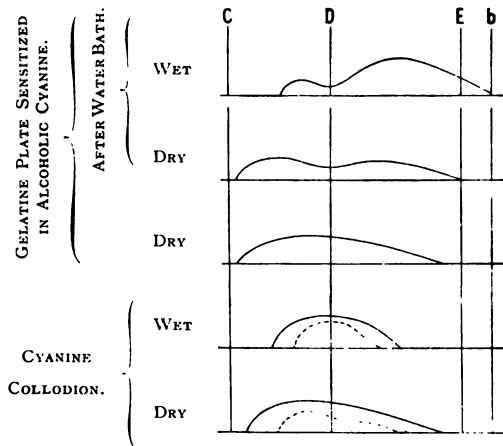 C D E b
GELATINE PLATE SENSITIZED
IN ALCOHOLIC CYANINE.
AFTER WATER BATH.
WET
DRY
DRY
CYANINE
COLLODION.
WET
DRY